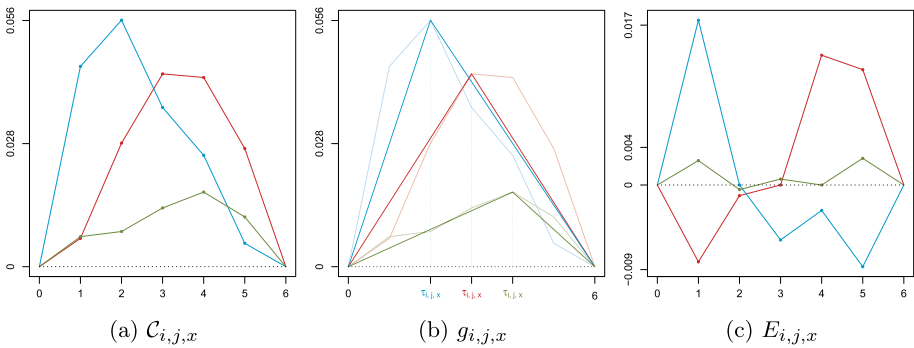 0.056
0.028
0
0 1 2 3 4 5 6
(a) 𝒞i,j,x
0.056
0.028
0
0 τi, j, x τi, j, x τi, j, x 6
(b) gi,j,x
0.017
0.004
0
−0.009
0 1 2 3 4 5 6
(c) Ei,j,x